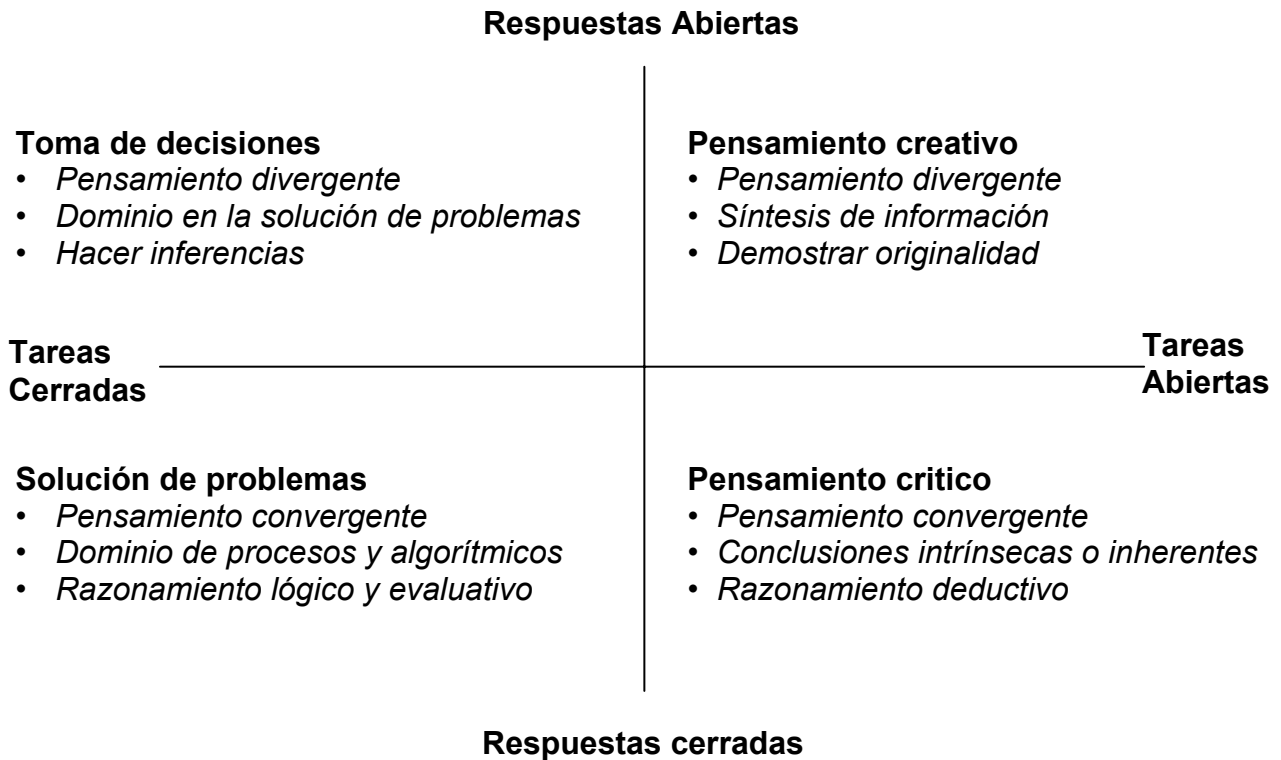 Respuestas Abiertas
Toma de decisiones
• Pensamiento divergente
• Dominio en la solución de problemas
• Hacer inferencias
Pensamiento creativo
• Pensamiento divergente
• Síntesis de información
• Demostrar originalidad
Tareas
Cerradas
Tareas
Abiertas
Solución de problemas
• Pensamiento convergente
• Dominio de procesos y algorítmicos
• Razonamiento lógico y evaluativo
Pensamiento critico
• Pensamiento convergente
• Conclusiones intrínsecas o inherentes
• Razonamiento deductivo
Respuestas cerradas